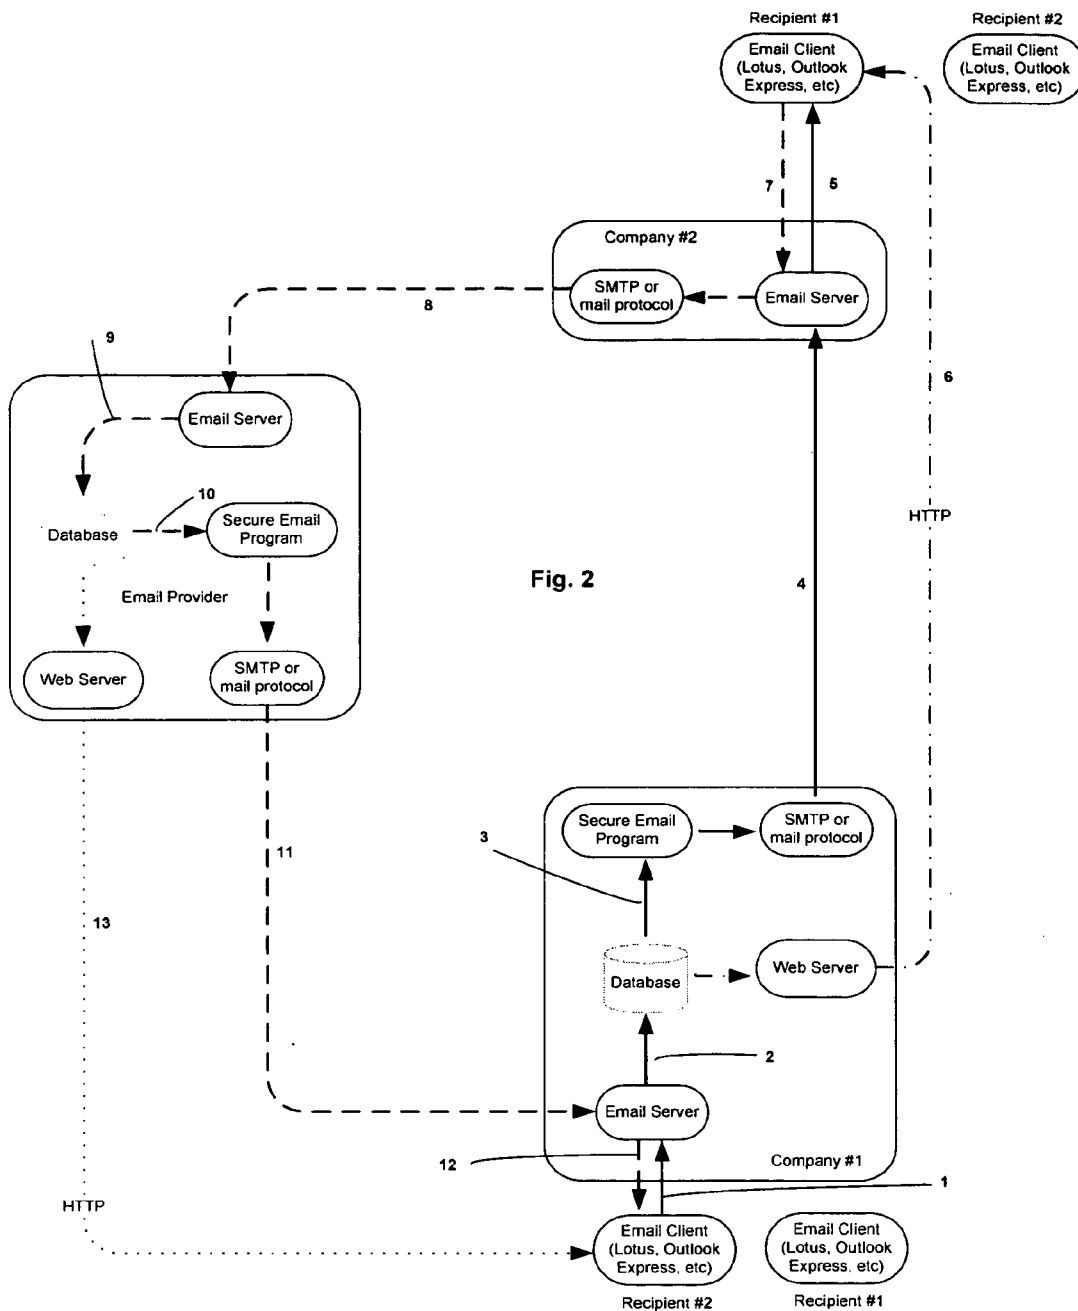 Recipient #1
Recipient #2
Email Client
(Lotus, Outlook
Express, etc)
Email Client
(Lotus, Outlook
Express, etc)
7
5
Company #2
SMTP or
mail protocol
Email Server
8
9
6
Email Server
10
Database
Secure Email
Program
HTTP
Fig. 2
4
Email Provider
Web Server
SMTP or
mail protocol
Secure Email
Program
SMTP or
mail protocol
3
11
13
Database
Web Server
2
Email Server
12
Company #1
1
HTTP
Email Client
(Lotus, Outlook
Express, etc)
Email Client
(Lotus, Outlook
Express, etc)
Recipient #2
Recipient #1